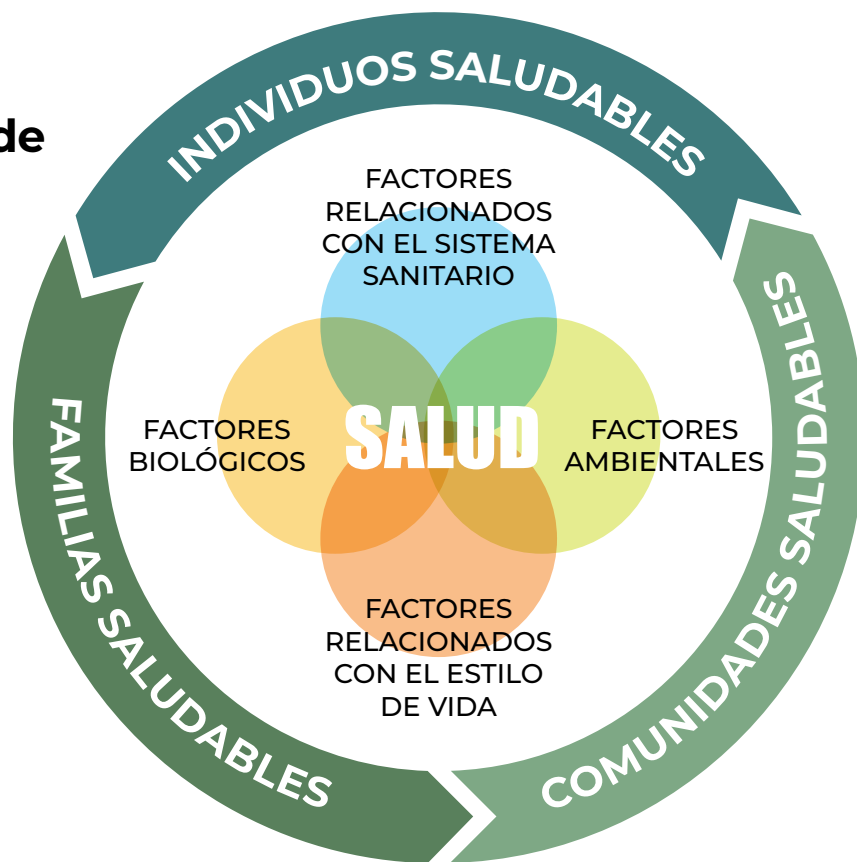 de
INDIVIDUOS SALUDABLES
FACTORES
RELACIONADOS
CON EL SISTEMA
SANITARIO
FACTORES
BIOLÓGICOS
SALUD
FACTORES
AMBIENTALES
FACTORES
RELACIONADOS
CON EL ESTILO
DE VIDA
FAMILIAS SALUDABLES
COMUNIDADES SALUDABLES